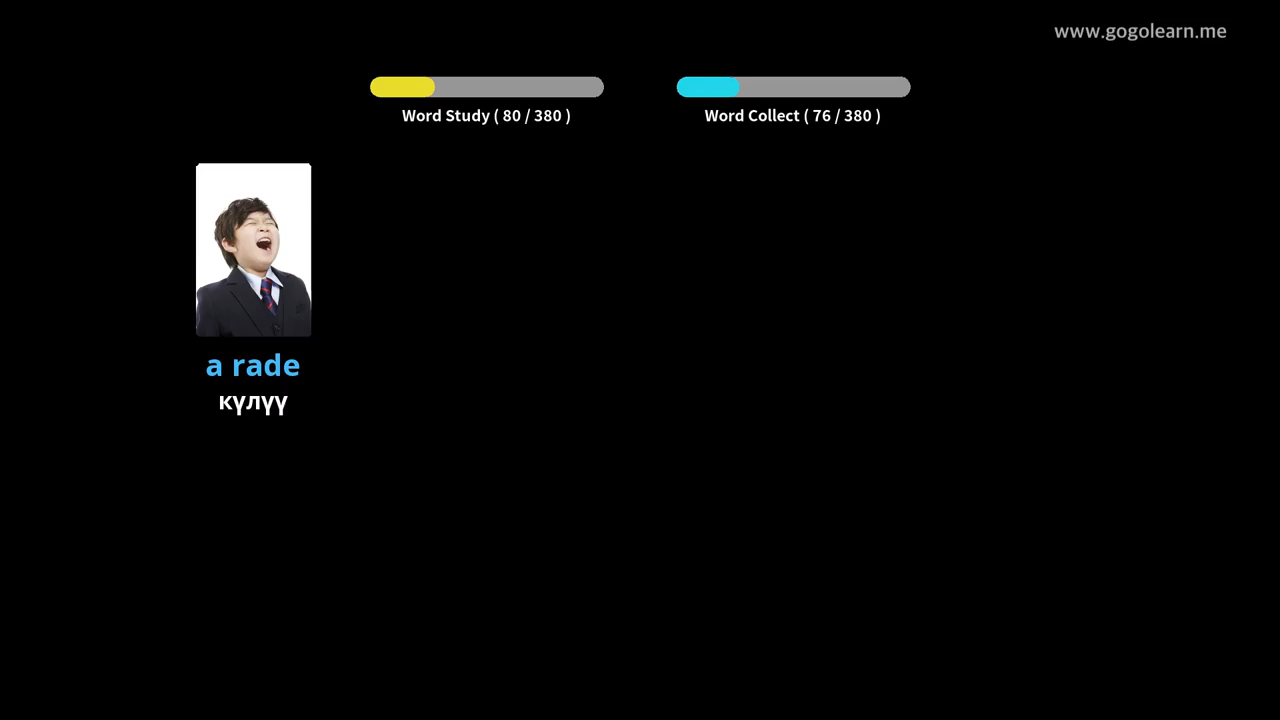 www.gogolearn.me
Word Study ( 80 / 380 )
Word Collect ( 76 / 380 )
a rade
күлүү